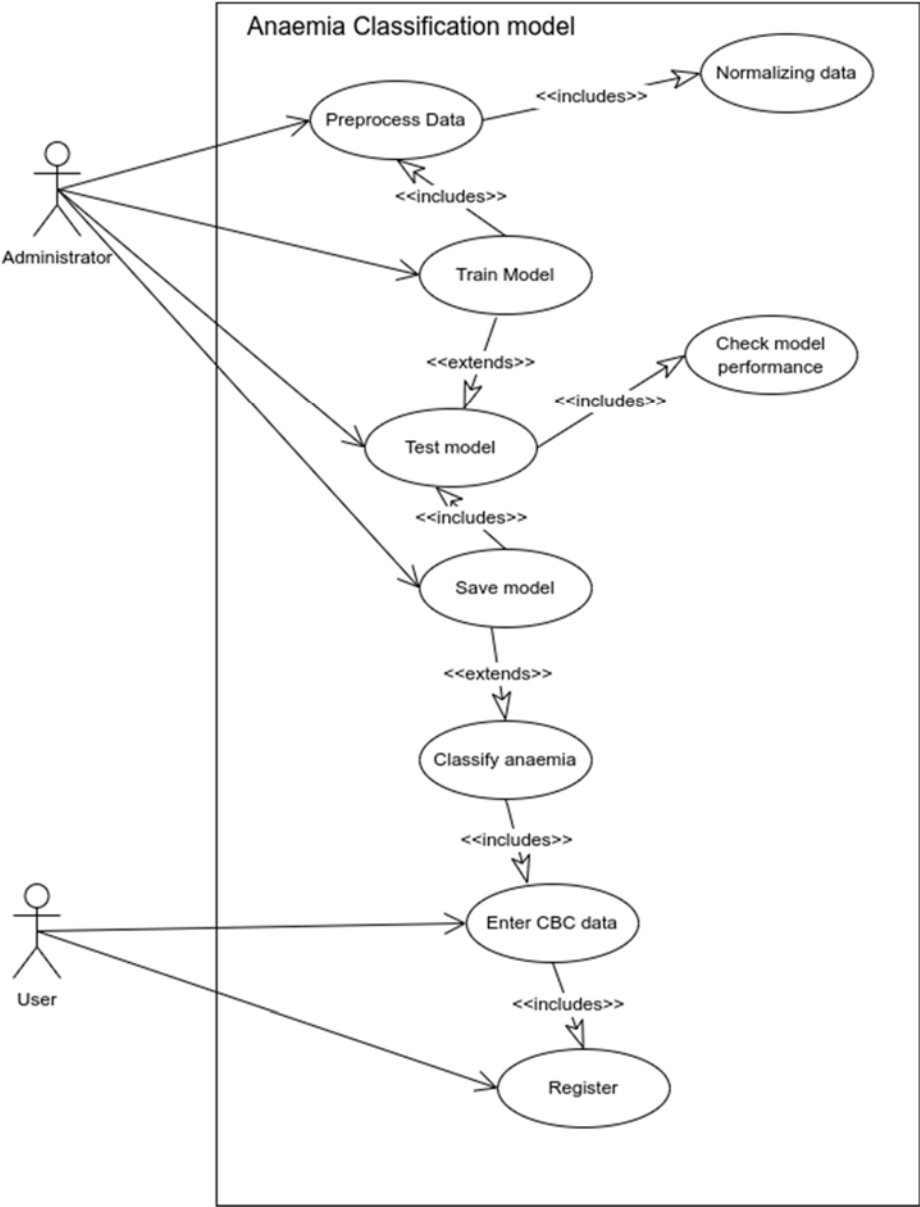 Anaemia Classification model
Normalizing data
<<includes>>
Preprocess Data
<<includes>>
Administrator
Train Model
Check model
performance
<<extends>>
<<includes>>
Test model
<<includes>>
Save model
<<extends>>
Classify anaemia
<<includes>>
Enter CBC data
User
<<includes>>
Register